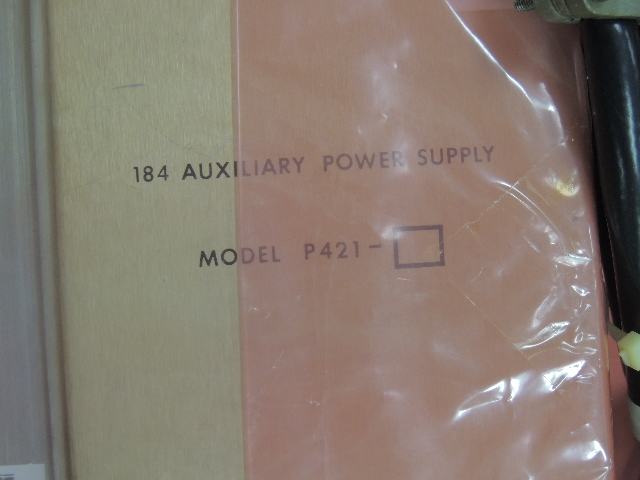 184 AUXILIARY POWER SUPPLY
MODEL P421-